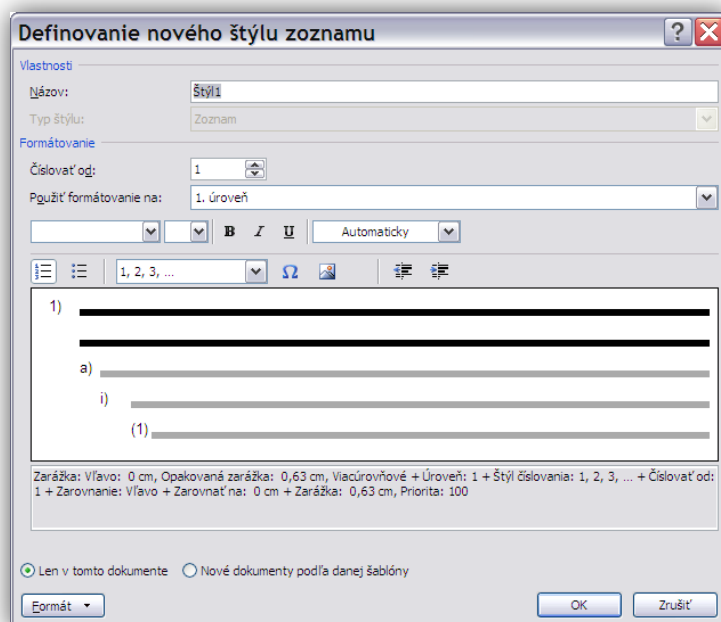 Definovanie nového štýlu zoznamu
Vlastnosti
Názov: Štýl1
Typ štýlu: Zoznam
Formátovanie
Číslovať od: 1
Použiť formátovanie na: 1. úroveň
B I U Automaticky
1, 2, 3, ... Ω
1)
a)
i)
(1)
Zarážka: Vľavo: 0 cm, Opakovaná zarážka: 0,63 cm, Viacúrovňové + Úroveň: 1 + Štýl číslovania: 1, 2, 3, ... + Číslovať od:
1 + Zarovnanie: Vľavo + Zarovnať na: 0 cm + Zarážka: 0,63 cm, Priorita: 100
Len v tomto dokumente Nové dokumenty podľa danej šablóny
Formát OK Zrušiť